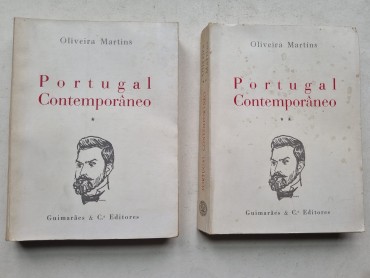 Oliveira Martins
Portugal
Contemporâneo
*
Guimarães & C.ª Editores
Oliveira Martins
Portugal
Contemporâneo
* *
Guimarães & C.ª Editores